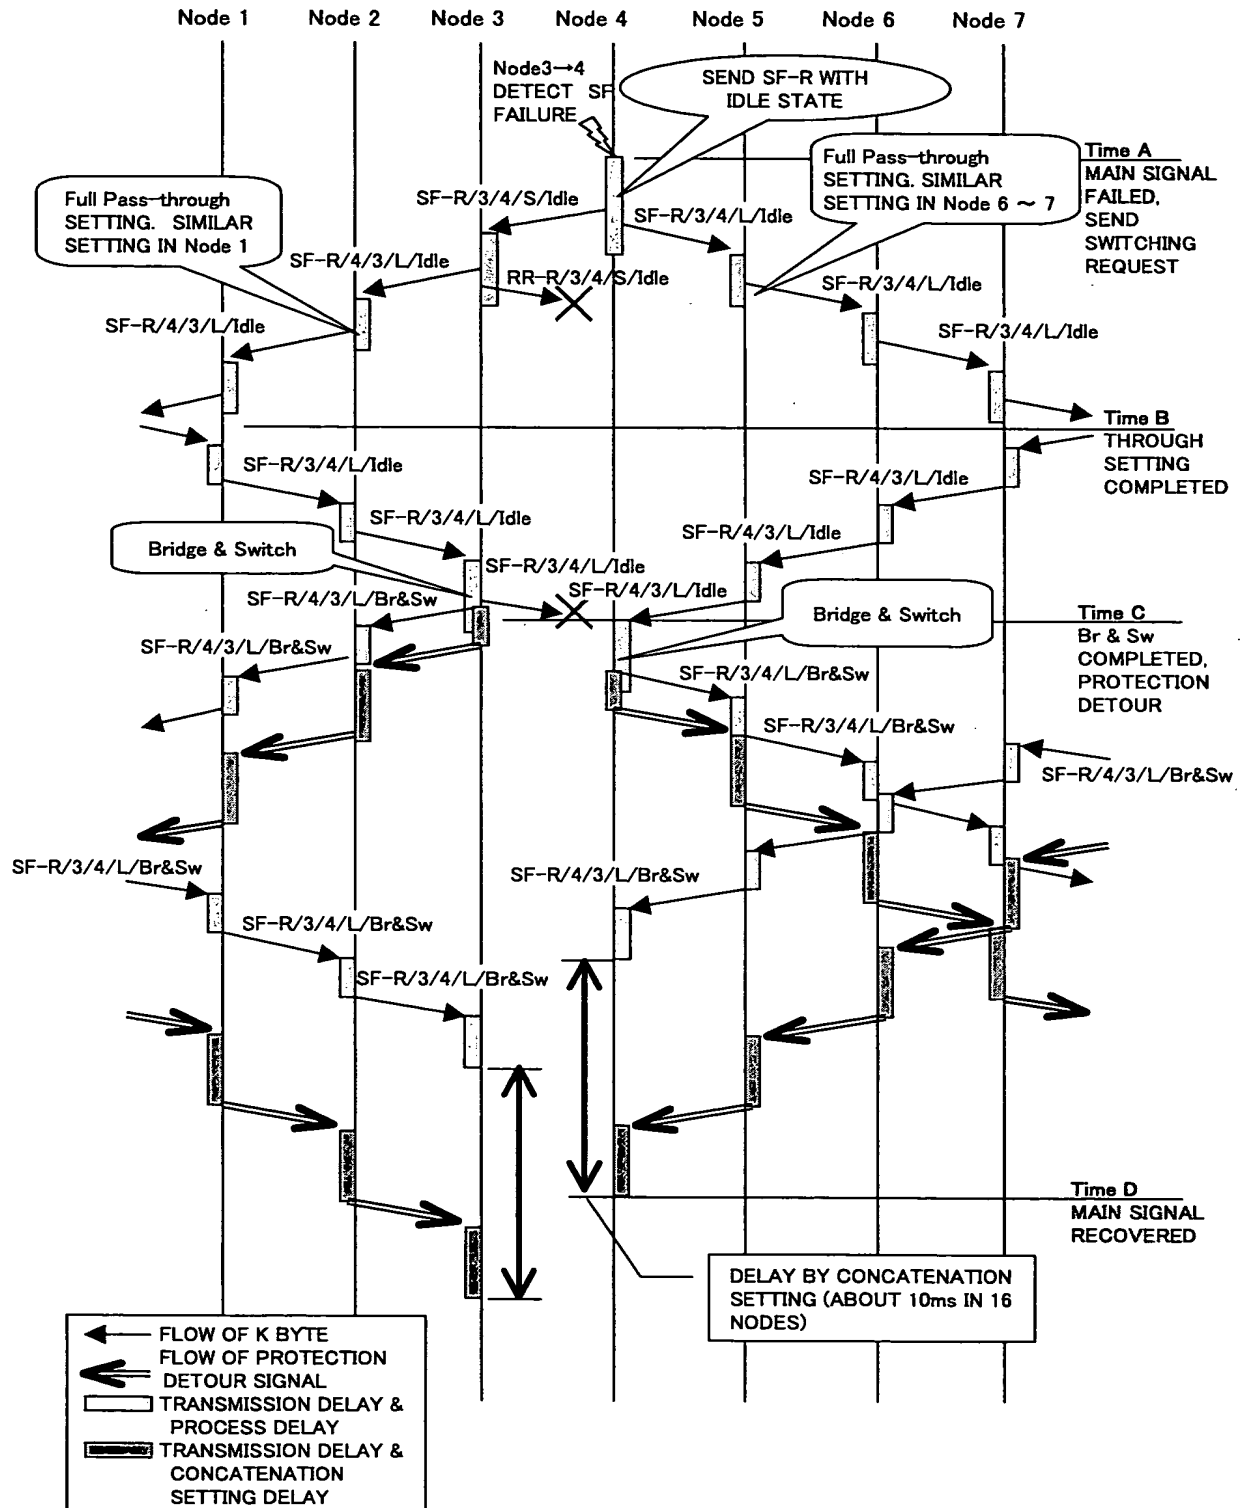 Node 1 Node 2 Node 3 Node 4 Node 5 Node 6 Node 7
Node3→4
DETECT SF
FAILURE
SEND SF-R WITH
IDLE STATE
Full Pass-through
SETTING. SIMILAR
SETTING IN Node 6 ~ 7
Time A
MAIN SIGNAL
FAILED,
SEND
SWITCHING
REQUEST
Full Pass-through
SETTING. SIMILAR
SETTING IN Node 1
SF-R/3/4/S/Idle
SF-R/3/4/L/Idle
SF-R/4/3/L/Idle
RR-R/3/4/S/Idle
SF-R/3/4/L/Idle
SF-R/4/3/L/Idle
SF-R/3/4/L/Idle
Time B
THROUGH
SETTING
COMPLETED
SF-R/3/4/L/Idle
SF-R/4/3/L/Idle
SF-R/3/4/L/Idle
SF-R/4/3/L/Idle
Bridge & Switch
SF-R/3/4/L/Idle
SF-R/4/3/L/Idle
SF-R/4/3/L/Br&Sw
Bridge & Switch
Time C
Br & Sw
COMPLETED,
PROTECTION
DETOUR
SF-R/4/3/L/Br&Sw
SF-R/3/4/L/Br&Sw
SF-R/3/4/L/Br&Sw
SF-R/4/3/L/Br&Sw
SF-R/3/4/L/Br&Sw
SF-R/4/3/L/Br&Sw
SF-R/3/4/L/Br&Sw
SF-R/3/4/L/Br&Sw
Time D
MAIN SIGNAL
RECOVERED
DELAY BY CONCATENATION
SETTING (ABOUT 10ms IN 16
NODES)
FLOW OF K BYTE
FLOW OF PROTECTION
DETOUR SIGNAL
TRANSMISSION DELAY &
PROCESS DELAY
TRANSMISSION DELAY &
CONCATENATION
SETTING DELAY